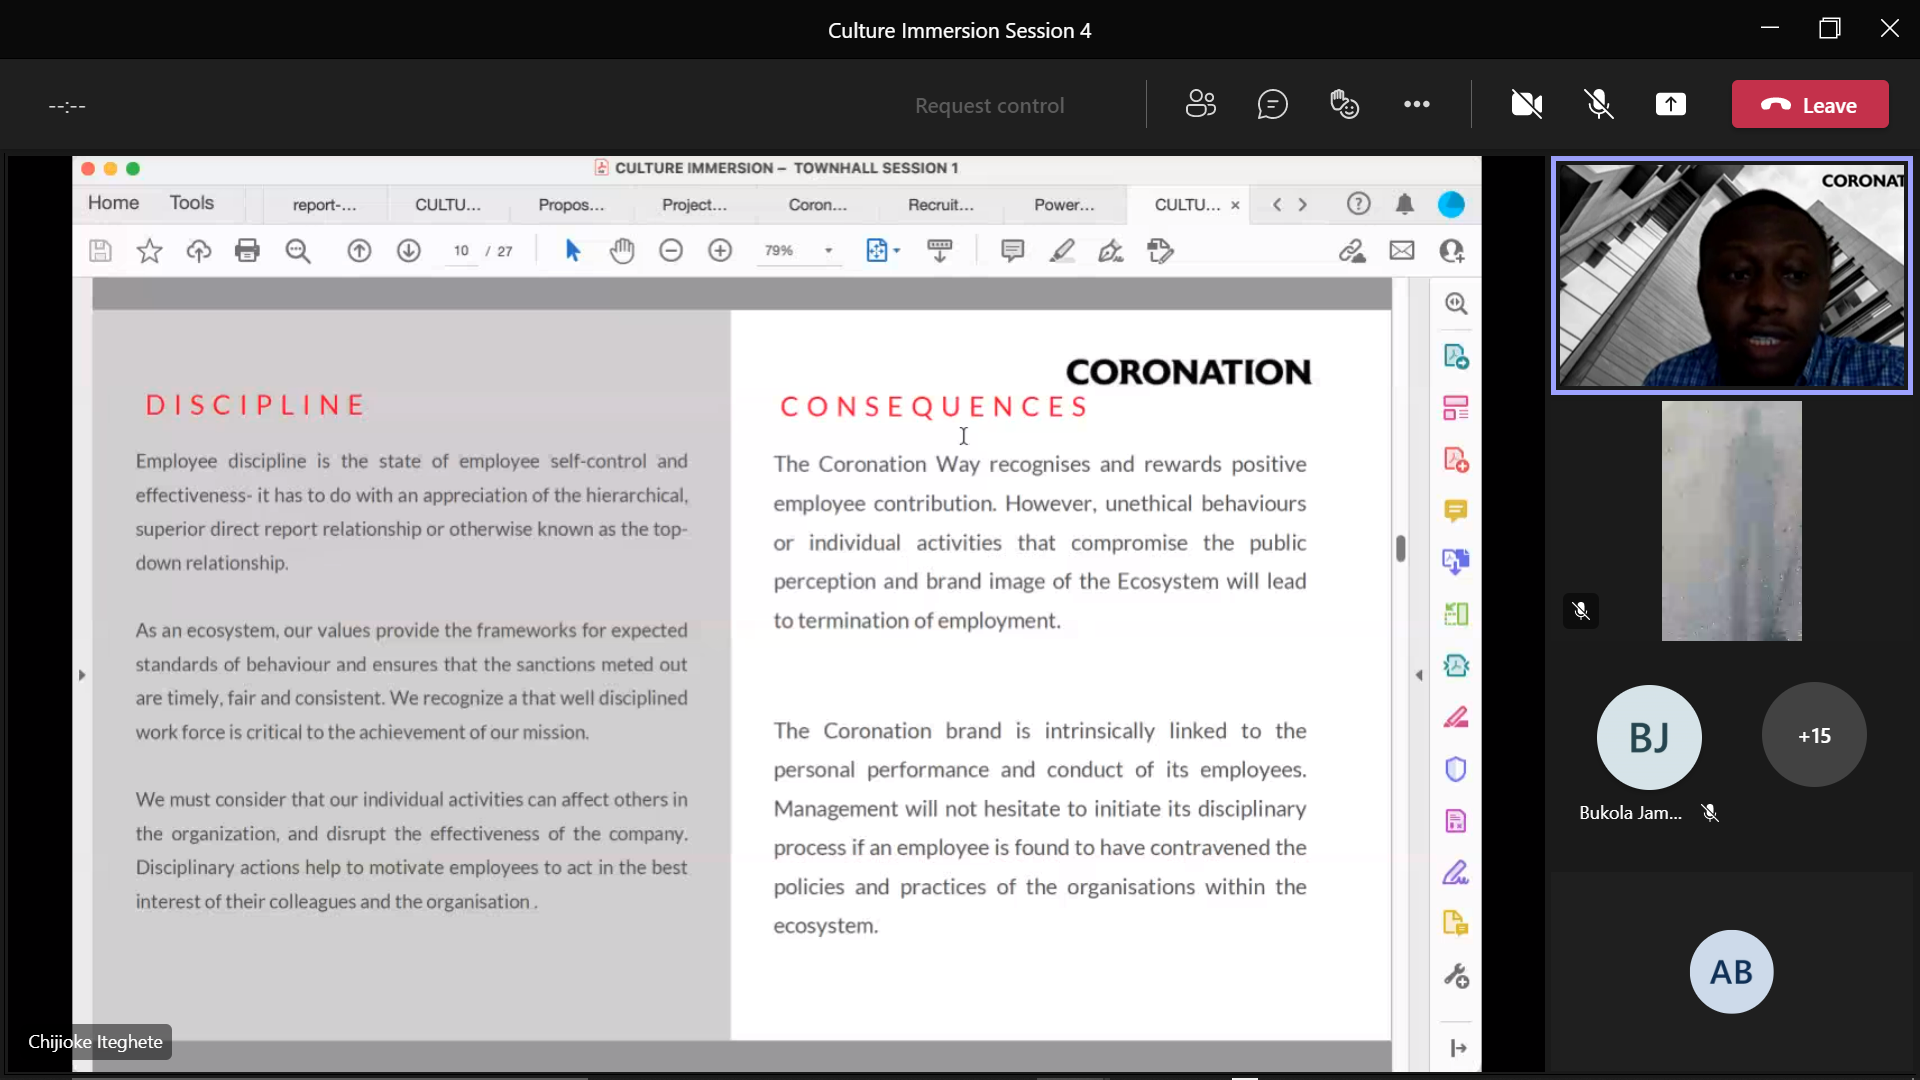 Culture Immersion Session 4
--:--
Request control
Leave
CULTURE IMMERSION – TOWNHALL SESSION 1
Home
Tools
report-...
CULTU...
Propos...
Project...
Coron...
Recruit...
Power...
CULTU... ×
10 / 27
79%
CORONATION
DISCIPLINE
Employee discipline is the state of employee self-control and
effectiveness- it has to do with an appreciation of the hierarchical,
superior direct report relationship or otherwise known as the top-
down relationship.
As an ecosystem, our values provide the frameworks for expected
standards of behaviour and ensures that the sanctions meted out
are timely, fair and consistent. We recognize a that well disciplined
work force is critical to the achievement of our mission.
We must consider that our individual activities can affect others in
the organization, and disrupt the effectiveness of the company.
Disciplinary actions help to motivate employees to act in the best
interest of their colleagues and the organisation .
CONSEQUENCES
The Coronation Way recognises and rewards positive
employee contribution. However, unethical behaviours
or individual activities that compromise the public
perception and brand image of the Ecosystem will lead
to termination of employment.
The Coronation brand is intrinsically linked to the
personal performance and conduct of its employees.
Management will not hesitate to initiate its disciplinary
process if an employee is found to have contravened the
policies and practices of the organisations within the
ecosystem.
Chijioke Iteghete
CORONAT
BJ
+15
Bukola Jam...
AB